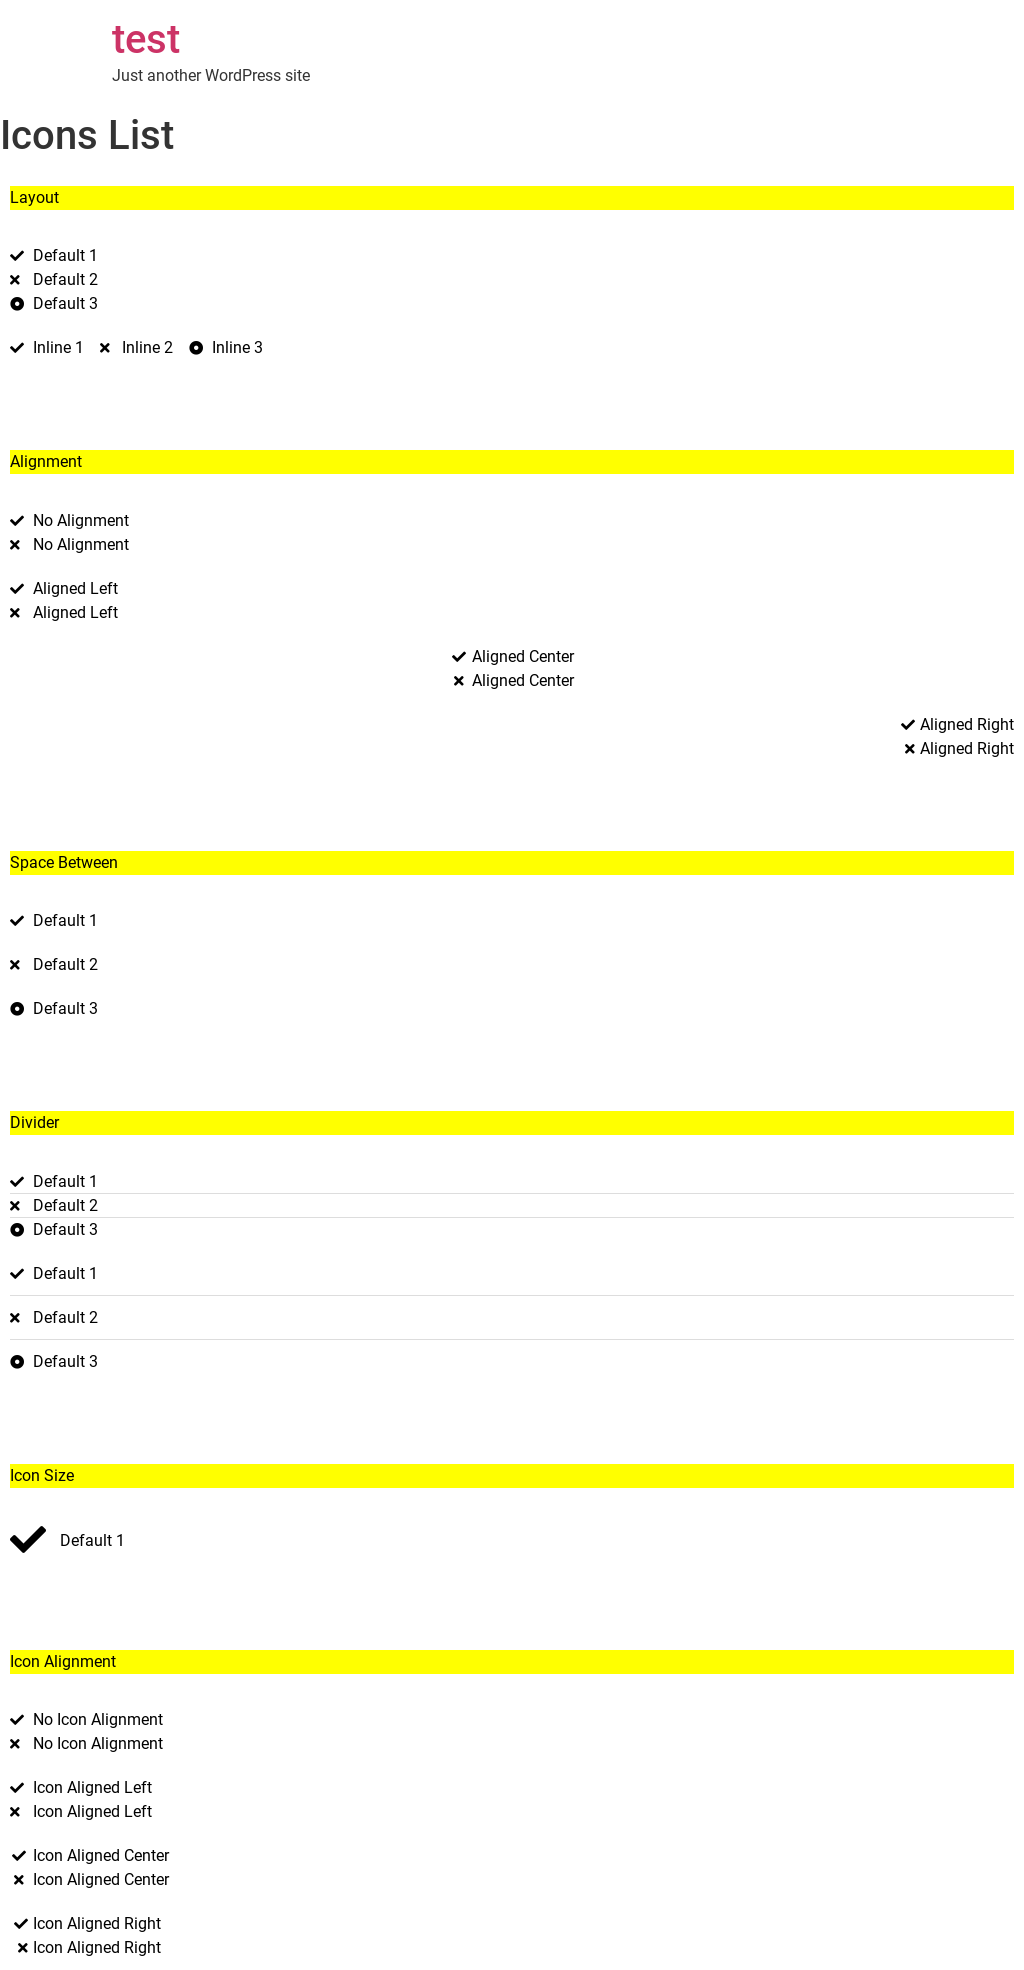 test
Just another WordPress site
Icons List
Layout
Default 1
Default 2
Default 3
Inline 1 Inline 2 Inline 3
Alignment
No Alignment
No Alignment
Aligned Left
Aligned Left
Aligned Center
Aligned Center
Aligned Right
Aligned Right
Space Between
Default 1
Default 2
Default 3
Divider
Default 1
Default 2
Default 3
Default 1
Default 2
Default 3
Icon Size
Default 1
Icon Alignment
No Icon Alignment
No Icon Alignment
Icon Aligned Left
Icon Aligned Left
Icon Aligned Center
Icon Aligned Center
Icon Aligned Right
Icon Aligned Right